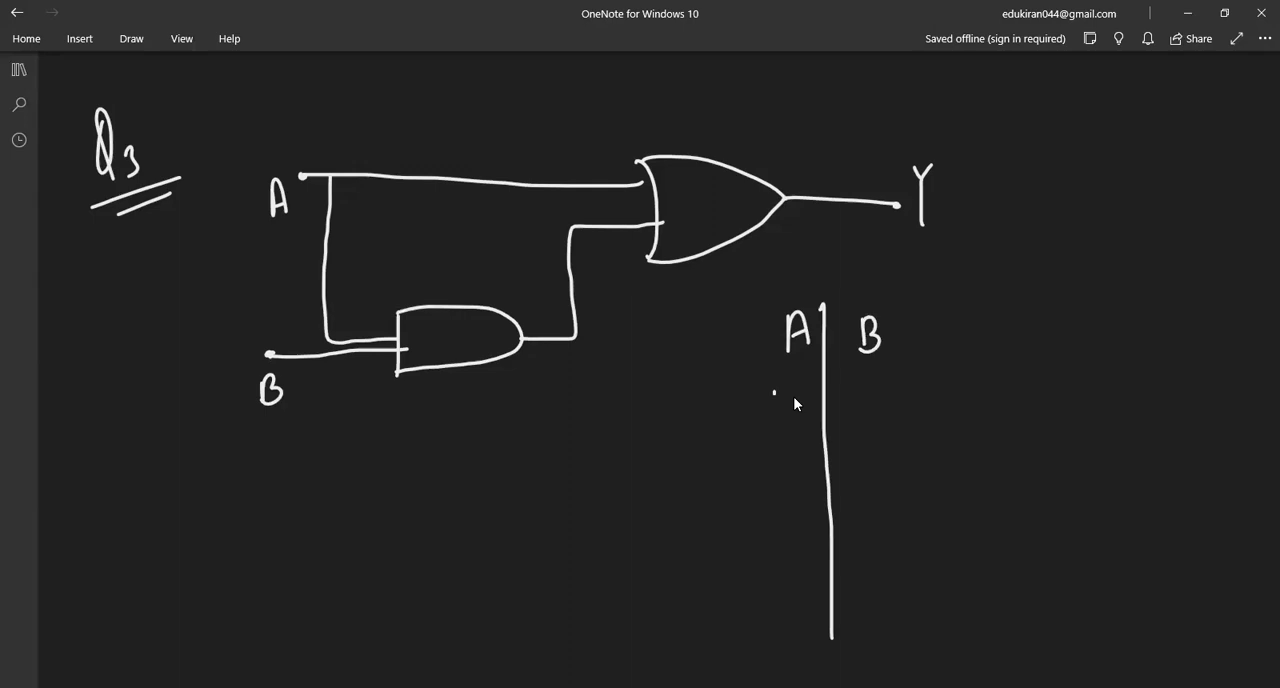 OneNote for Windows 10
edukiran044@gmail.com
Home Insert Draw View Help
Saved offline (sign in required) Share
Q3
A
Y
B
A B